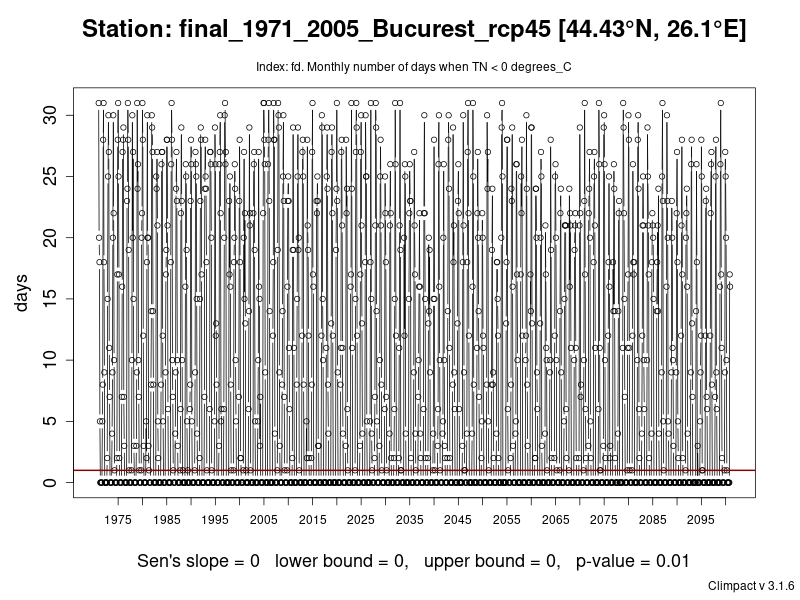 Station: final_1971_2005_Bucurest_rcp45 [44.43°N, 26.1°E]
Index: fd. Monthly number of days when TN < 0 degrees_C
days
30
25
20
15
10
5
0
1975 1985 1995 2005 2015 2025 2035 2045 2055 2065 2075 2085 2095
Sen's slope = 0 lower bound = 0, upper bound = 0, p-value = 0.01
Climpact v 3.1.6